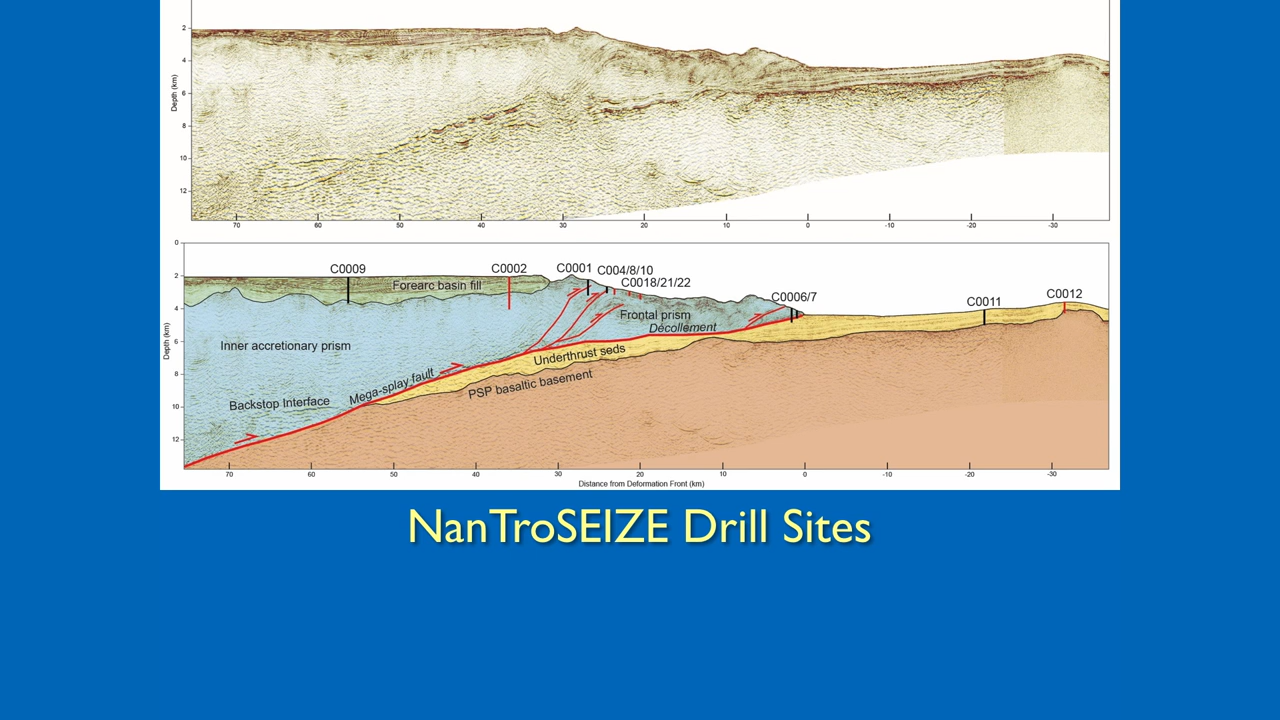 2
4
6
8
10
12
Depth (km)
70 60 50 40 30 20 10 0 -10 -20 -30
0
2
4
6
8
10
12
Depth (km)
C0009 C0002 C0001 C004/8/10
C0018/21/22
C0006/7
C0011 C0012
Forearc basin fill
Frontal prism
Décollement
Inner accretionary prism
Underthrust seds
Mega-splay fault
PSP basaltic basement
Backstop Interface
70 60 50 40 30 20 10 0 -10 -20 -30
Distance from Deformation Front (km)
NanTroSEIZE Drill Sites